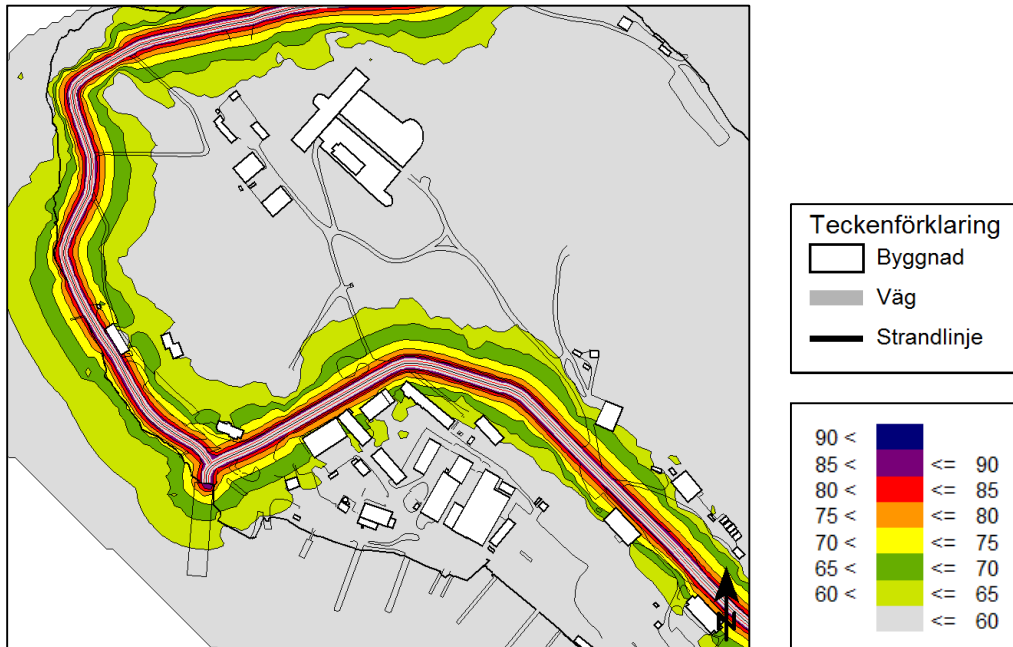 Teckenförklaring
Byggnad
Väg
Strandlinje
90 <
85 < <= 90
80 < <= 85
75 < <= 80
70 < <= 75
65 < <= 70
60 < <= 65
<= 60
N